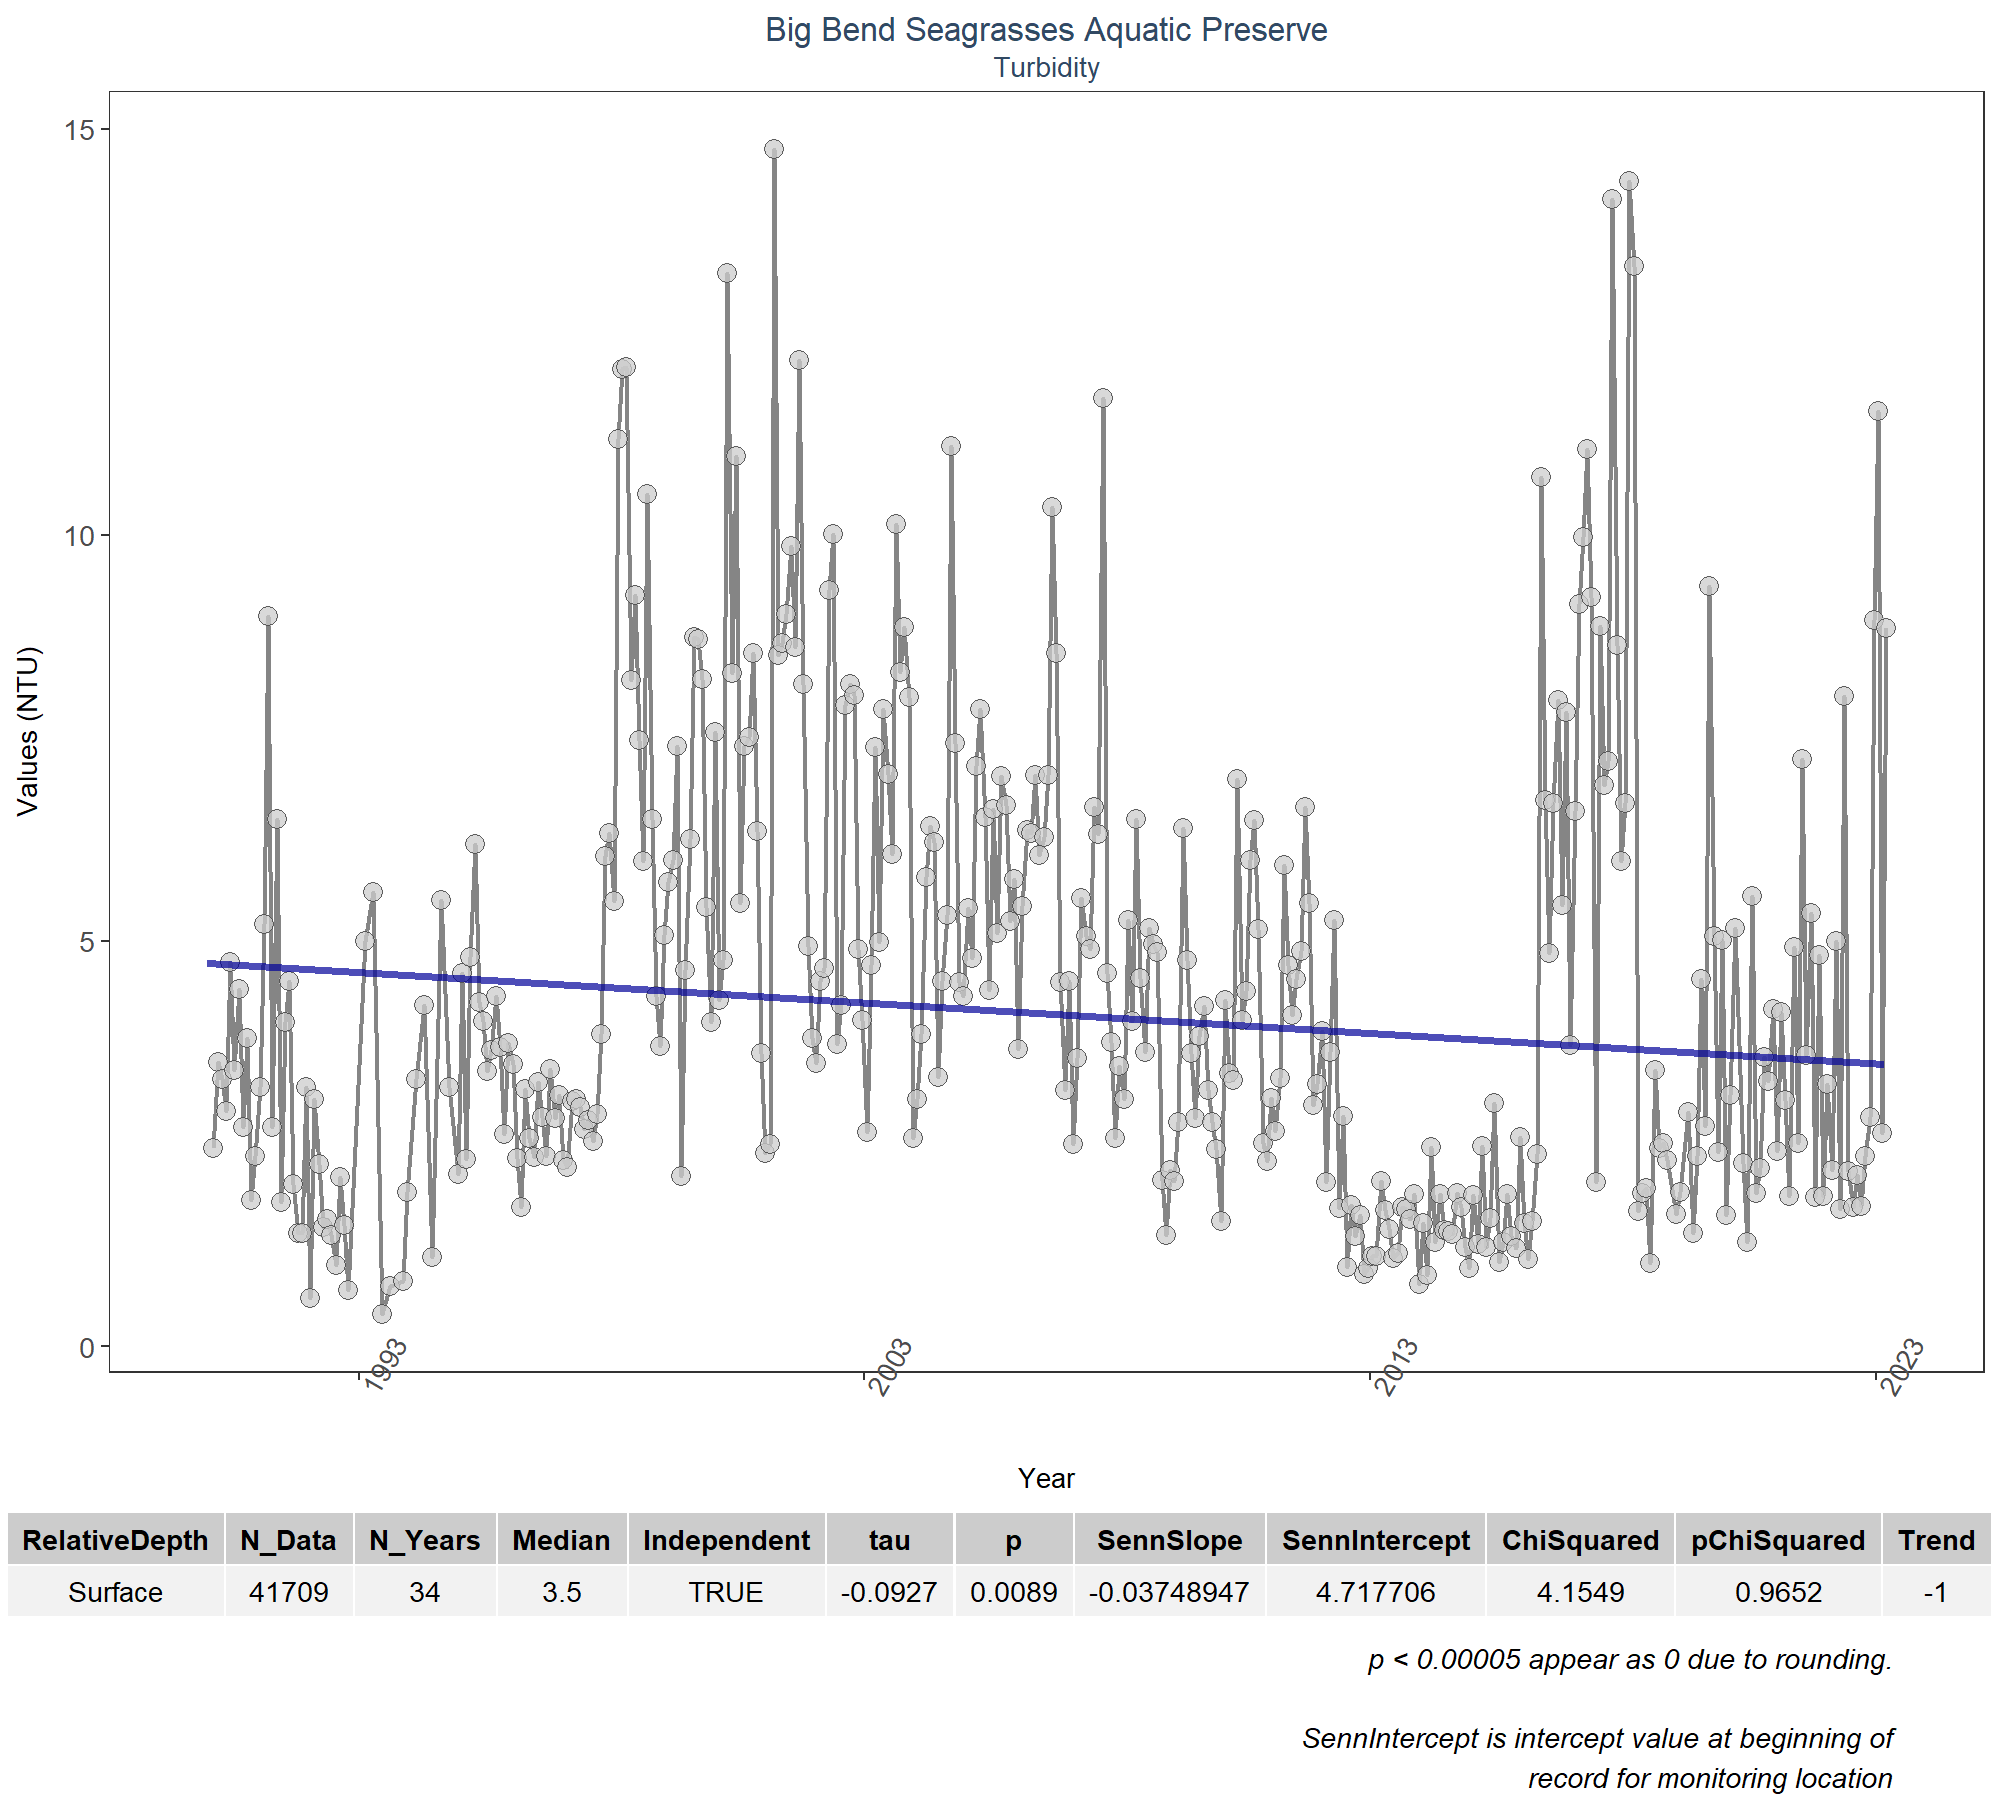 Big Bend Seagrasses Aquatic Preserve
Turbidity
15
10
5
0
Values (NTU)
1993
2003
2013
2023
Year
RelativeDepth N_Data N_Years Median Independent tau p SennSlope SennIntercept ChiSquared pChiSquared Trend
Surface 41709 34 3.5 TRUE -0.0927 0.0089 -0.03748947 4.717706 4.1549 0.9652 -1
p < 0.00005 appear as 0 due to rounding.
SennIntercept is intercept value at beginning of
record for monitoring location